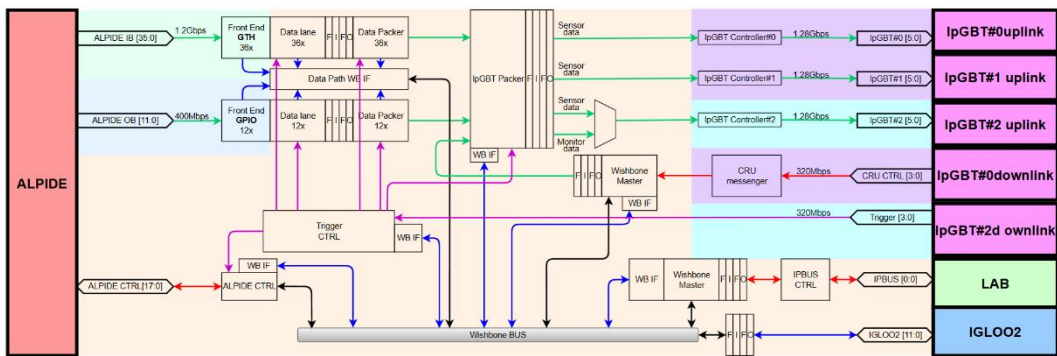 ALPIDE
ALPIDE IB [35:0]
1.2Gbps
Front End
GTH
36x
Data lane
36x
F I FO
Data Packer
36x
Data Path WB IF
ALPIDE OB [11:0]
400Mbps
Front End
GPIO
12x
Data lane
12x
F I FO
Data Packer
12x
lpGBT Packer
F I FO
WB IF
Sensor
data
Sensor
data
Sensor
data
Monitor
data
lpGBT Controller#0
1.28Gbps
lpGBT#0 [5:0]
lpGBT#0uplink
lpGBT Controller#1
1.28Gbps
lpGBT#1 [5:0]
lpGBT#1 uplink
lpGBT Controller#2
1.28Gbps
lpGBT#2 [5:0]
lpGBT#2 uplink
F I FO
Wishbone
Master
WB IF
CRU
messenger
320Mbps
CRU CTRL [3:0]
lpGBT#0downlink
Trigger
CTRL
WB IF
320Mbps
Trigger [3:0]
lpGBT#2d ownlink
ALPIDE CTRL[17:0]
WB IF
ALPIDE CTRL
WB IF
Wishbone
Master
F I FO
IPBUS
CTRL
IPBUS [0:0]
LAB
Wishbone BUS
F I FO
IGLOO2 [11:0]
IGLOO2